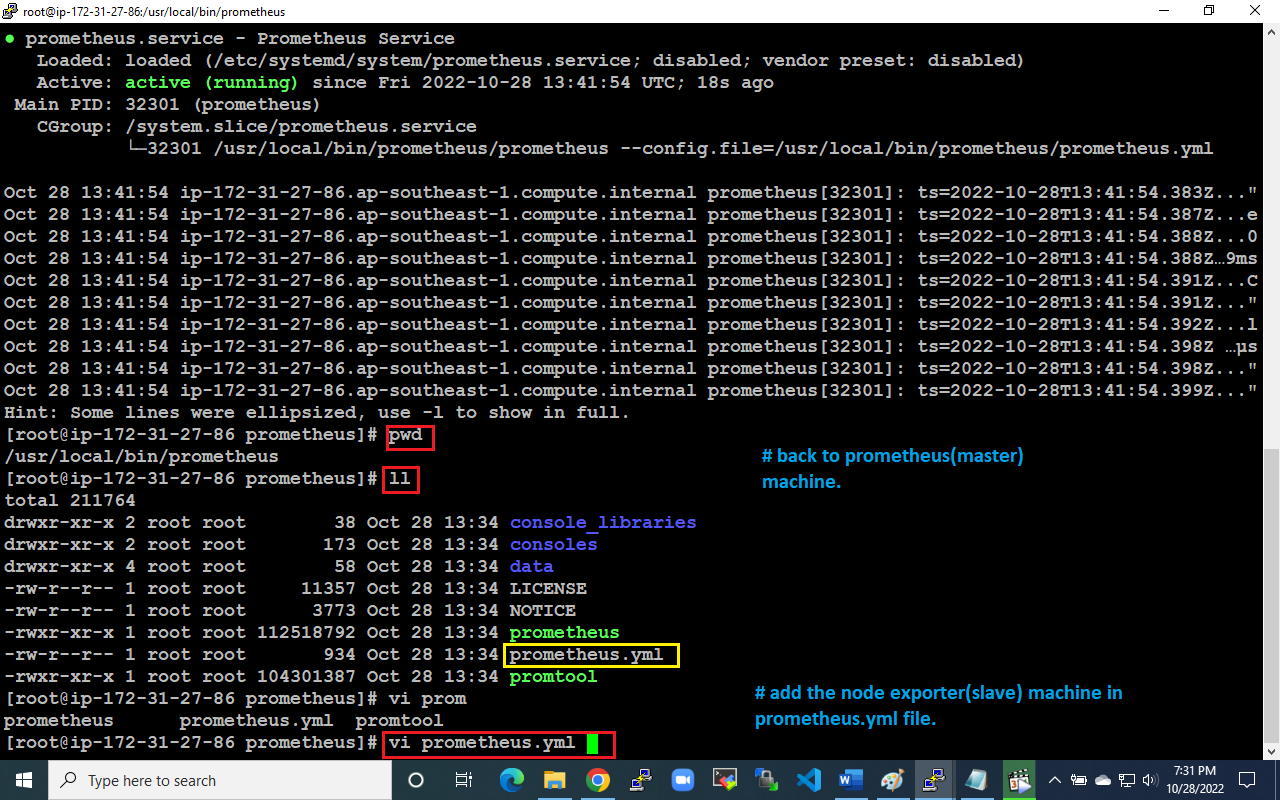 root@ip-172-31-27-86:/usr/local/bin/prometheus
● prometheus.service - Prometheus Service
Loaded: loaded (/etc/systemd/system/prometheus.service; disabled; vendor preset: disabled)
Active: active (running) since Fri 2022-10-28 13:41:54 UTC; 18s ago
Main PID: 32301 (prometheus)
CGroup: /system.slice/prometheus.service
└─32301 /usr/local/bin/prometheus/prometheus --config.file=/usr/local/bin/prometheus/prometheus.yml
Oct 28 13:41:54 ip-172-31-27-86.ap-southeast-1.compute.internal prometheus[32301]: ts=2022-10-28T13:41:54.383Z..."
Oct 28 13:41:54 ip-172-31-27-86.ap-southeast-1.compute.internal prometheus[32301]: ts=2022-10-28T13:41:54.387Z...e
Oct 28 13:41:54 ip-172-31-27-86.ap-southeast-1.compute.internal prometheus[32301]: ts=2022-10-28T13:41:54.388Z...0
Oct 28 13:41:54 ip-172-31-27-86.ap-southeast-1.compute.internal prometheus[32301]: ts=2022-10-28T13:41:54.388Z…9ms
Oct 28 13:41:54 ip-172-31-27-86.ap-southeast-1.compute.internal prometheus[32301]: ts=2022-10-28T13:41:54.391Z...C
Oct 28 13:41:54 ip-172-31-27-86.ap-southeast-1.compute.internal prometheus[32301]: ts=2022-10-28T13:41:54.391Z..."
Oct 28 13:41:54 ip-172-31-27-86.ap-southeast-1.compute.internal prometheus[32301]: ts=2022-10-28T13:41:54.392Z...l
Oct 28 13:41:54 ip-172-31-27-86.ap-southeast-1.compute.internal prometheus[32301]: ts=2022-10-28T13:41:54.398Z …µs
Oct 28 13:41:54 ip-172-31-27-86.ap-southeast-1.compute.internal prometheus[32301]: ts=2022-10-28T13:41:54.398Z..."
Oct 28 13:41:54 ip-172-31-27-86.ap-southeast-1.compute.internal prometheus[32301]: ts=2022-10-28T13:41:54.399Z..."
Hint: Some lines were ellipsized, use -l to show in full.
[root@ip-172-31-27-86 prometheus]# pwd
/usr/local/bin/prometheus
# back to prometheus(master)
machine.
[root@ip-172-31-27-86 prometheus]# ll
total 211764
drwxr-xr-x 2 root root 38 Oct 28 13:34 console_libraries
drwxr-xr-x 2 root root 173 Oct 28 13:34 consoles
drwxr-xr-x 4 root root 58 Oct 28 13:34 data
-rw-r--r-- 1 root root 11357 Oct 28 13:34 LICENSE
-rw-r--r-- 1 root root 3773 Oct 28 13:34 NOTICE
-rwxr-xr-x 1 root root 112518792 Oct 28 13:34 prometheus
-rw-r--r-- 1 root root 934 Oct 28 13:34 prometheus.yml
-rwxr-xr-x 1 root root 104301387 Oct 28 13:34 promtool
[root@ip-172-31-27-86 prometheus]# vi prom
# add the node exporter(slave) machine in
prometheus.yml file.
prometheus prometheus.yml promtool
[root@ip-172-31-27-86 prometheus]# vi prometheus.yml
Type here to search
7:31 PM
10/28/2022